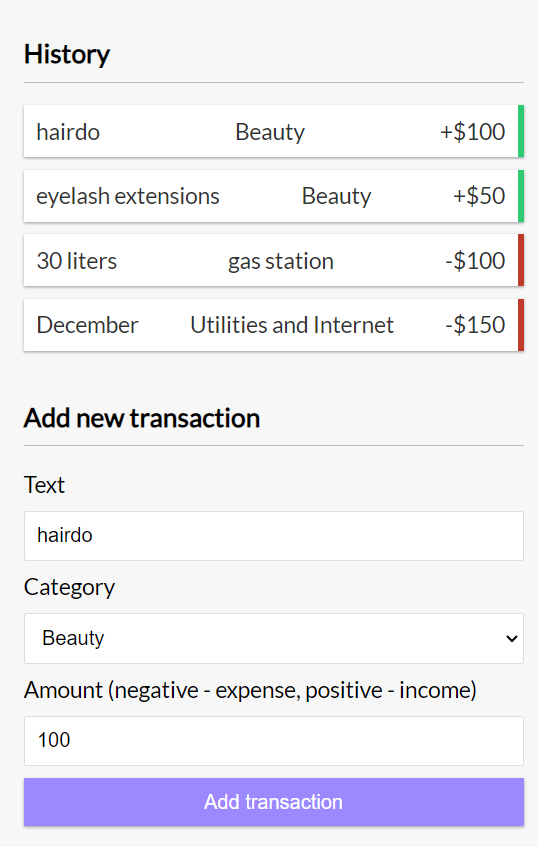 History
hairdo Beauty +$100
eyelash extensions Beauty +$50
30 liters gas station -$100
December Utilities and Internet -$150
Add new transaction
Text
hairdo
Category
Beauty
Amount (negative - expense, positive - income)
100
Add transaction